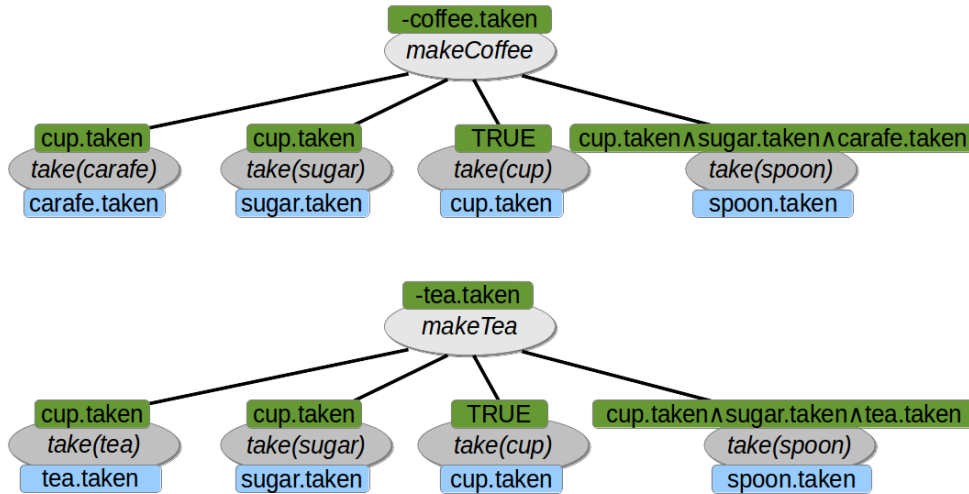 -coffee.taken
makeCoffee
cup.taken cup.taken TRUE cup.taken∧sugar.taken∧carafe.taken
take(carafe) take(sugar) take(cup) take(spoon)
carafe.taken sugar.taken cup.taken spoon.taken
-tea.taken
makeTea
cup.taken cup.taken TRUE cup.taken∧sugar.taken∧tea.taken
take(tea) take(sugar) take(cup) take(spoon)
tea.taken sugar.taken cup.taken spoon.taken